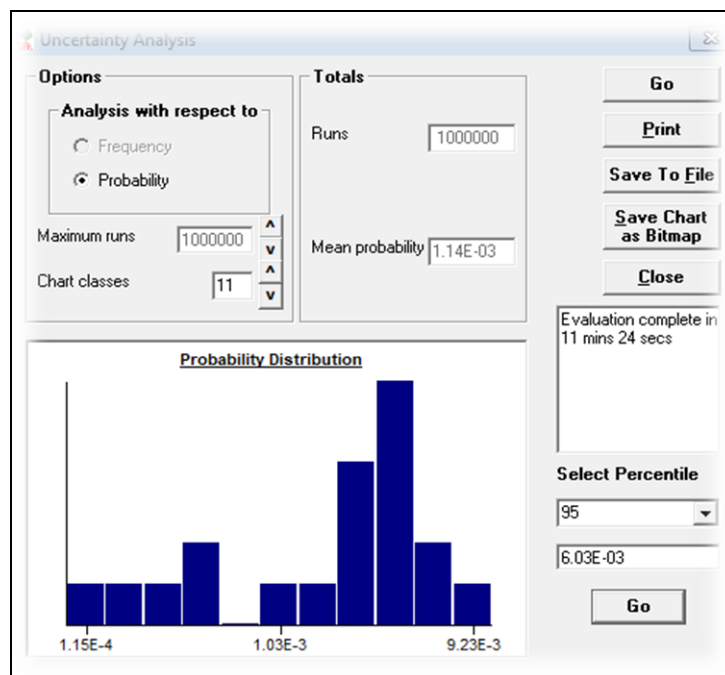 Uncertainty Analysis
Options
Analysis with respect to
Frequency
Probability
Maximum runs 1000000 ^ v
Chart classes 11 ^ v
Totals
Runs 1000000
Mean probability 1.14E-03
Go
Print
Save To File
Save Chart
as Bitmap
Close
Evaluation complete in
11 mins 24 secs
Probability Distribution
1.15E-4 1.03E-3 9.23E-3
Select Percentile
95
6.03E-03
Go